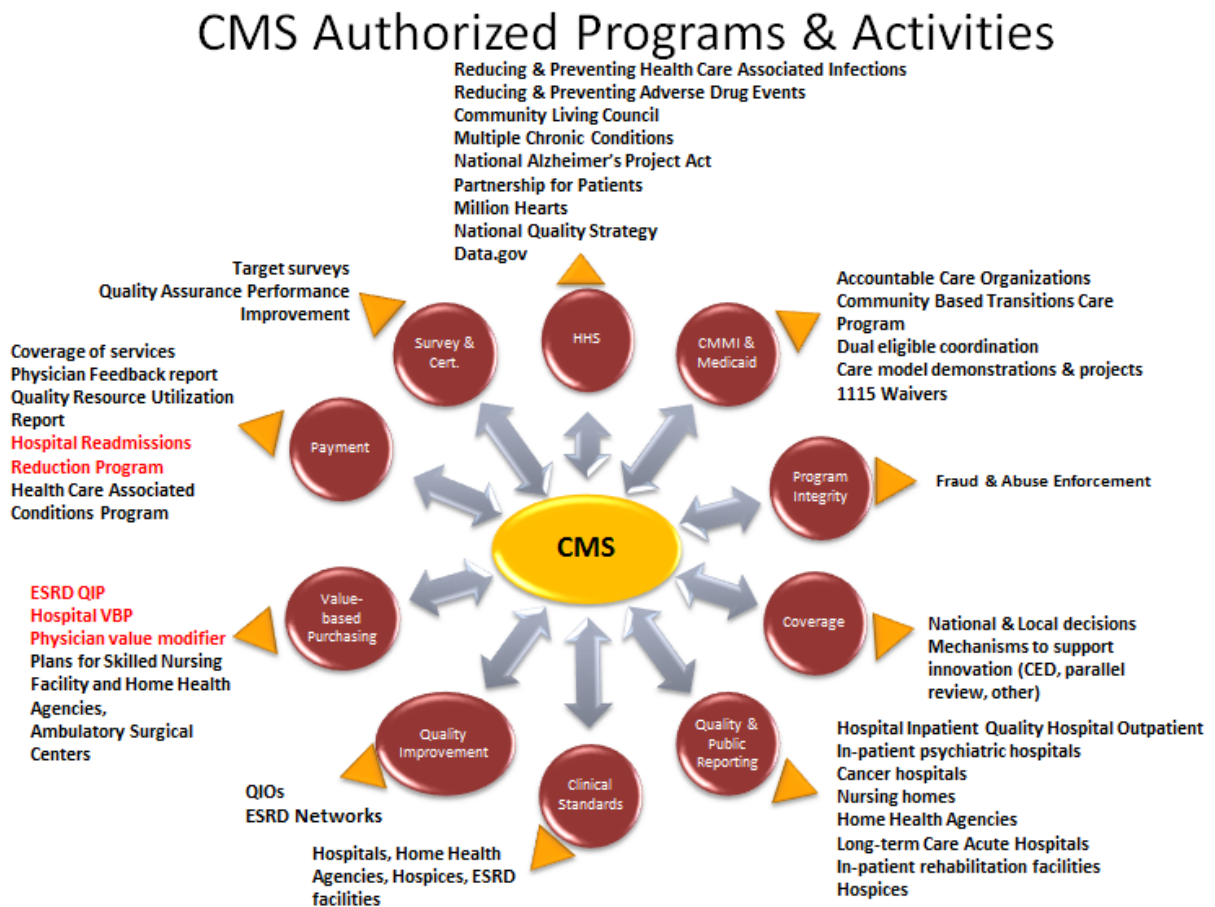 CMS Authorized Programs & Activities
Reducing & Preventing Health Care Associated Infections
Reducing & Preventing Adverse Drug Events
Community Living Council
Multiple Chronic Conditions
National Alzheimer's Project Act
Partnership for Patients
Million Hearts
National Quality Strategy
Data.gov
Target surveys
Quality Assurance Performance
Improvement
Survey &
Cert.
HHS
CMMI &
Medicaid
Accountable Care Organizations
Community Based Transitions Care
Program
Dual eligible coordination
Care model demonstrations & projects
1115 Waivers
Coverage of services
Physician Feedback report
Quality Resource Utilization
Report
Hospital Readmissions
Reduction Program
Health Care Associated
Conditions Program
Payment
Program
Integrity
Fraud & Abuse Enforcement
CMS
ESRD QIP
Hospital VBP
Physician value modifier
Plans for Skilled Nursing
Facility and Home Health
Agencies,
Ambulatory Surgical
Centers
Value-
based
Purchasing
Coverage
National & Local decisions
Mechanisms to support
innovation (CED, parallel
review, other)
Quality
Improvement
QIOs
ESRD Networks
Clinical
Standards
Hospitals, Home Health
Agencies, Hospices, ESRD
facilities
Quality &
Public
Reporting
Hospital Inpatient Quality Hospital Outpatient
In-patient psychiatric hospitals
Cancer hospitals
Nursing homes
Home Health Agencies
Long-term Care Acute Hospitals
In-patient rehabilitation facilities
Hospices